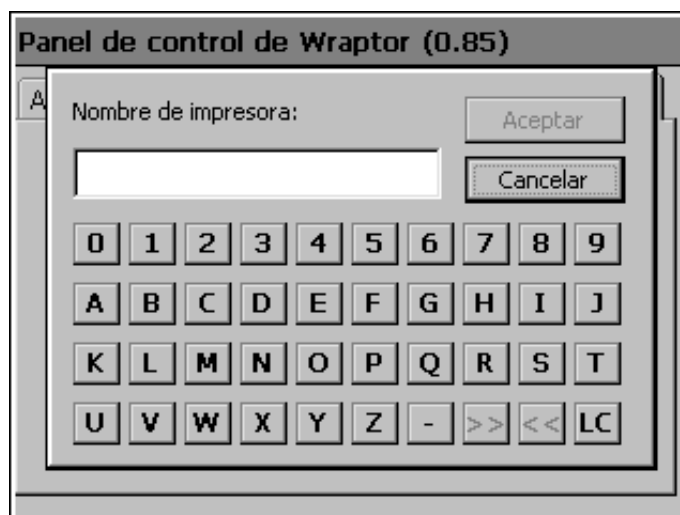 Panel de control de Wraptor (0.85)
A
Nombre de impresora:
Aceptar
Cancelar
0 1 2 3 4 5 6 7 8 9
A B C D E F G H I J
K L M N O P Q R S T
U V W X Y Z - >> << LC